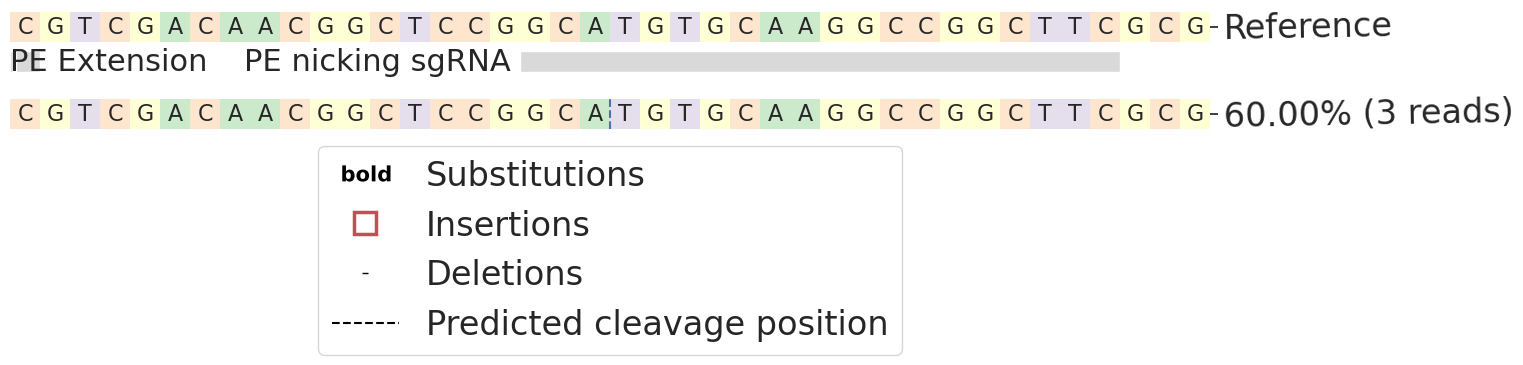 C G T C G A C A A C G G C T C C G G C A T G T G C A A G G C C G G C T T C G C G Reference
PE Extension PE nicking sgRNA
C G T C G A C A A C G G C T C C G G C A T G T G C A A G G C C G G C T T C G C G 60.00% (3 reads)
bold Substitutions
Insertions
- Deletions
Predicted cleavage position